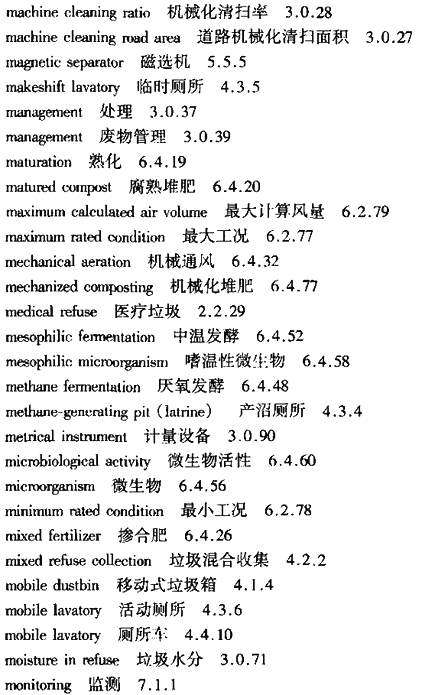 machine cleaning ratio 机械化清扫率 3.0.28
machine cleaning road area 道路机械化清扫面积 3.0.27
magnetic separator 磁选机 5.5.5
makeshift lavatory 临时厕所 4.3.5
management 处理 3.0.37
management 废物管理 3.0.39
maturation 熟化 6.4.19
matured compost 腐熟堆肥 6.4.20
maximum calculated air volume 最大计算风量 6.2.79
maximum rated condition 最大工况 6.2.77
mechanical aeration 机械通风 6.4.32
mechanized composting 机械化堆肥 6.4.77
medical refuse 医疗垃圾 2.2.29
mesophilic fermentation 中温发酵 6.4.52
mesophilic microorganism 嗜温性微生物 6.4.58
methane fermentation 厌氧发酵 6.4.48
methane-generating pit (latrine) 产沼厕所 4.3.4
metrical instrument 计量设备 3.0.90
microbiological activity 微生物活性 6.4.60
microorganism 微生物 6.4.56
minimum rated condition 最小工况 6.2.78
mixed fertilizer 掺合肥 6.4.26
mixed refuse collection 垃圾混合收集 4.2.2
mobile dustbin 移动式垃圾箱 4.1.4
mobile lavatory 活动厕所 4.3.6
mobile lavatory 厕所车 4.4.10
moisture in refuse 垃圾水分 3.0.71
monitoring 监测 7.1.1